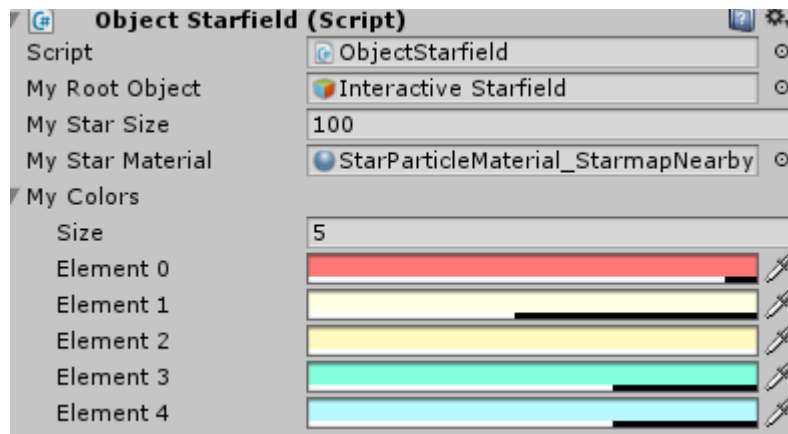 Object Starfield (Script)
Script ObjectStarfield
My Root Object Interactive Starfield
My Star Size 100
My Star Material StarParticleMaterial_StarmapNearby
My Colors
Size 5
Element 0
Element 1
Element 2
Element 3
Element 4